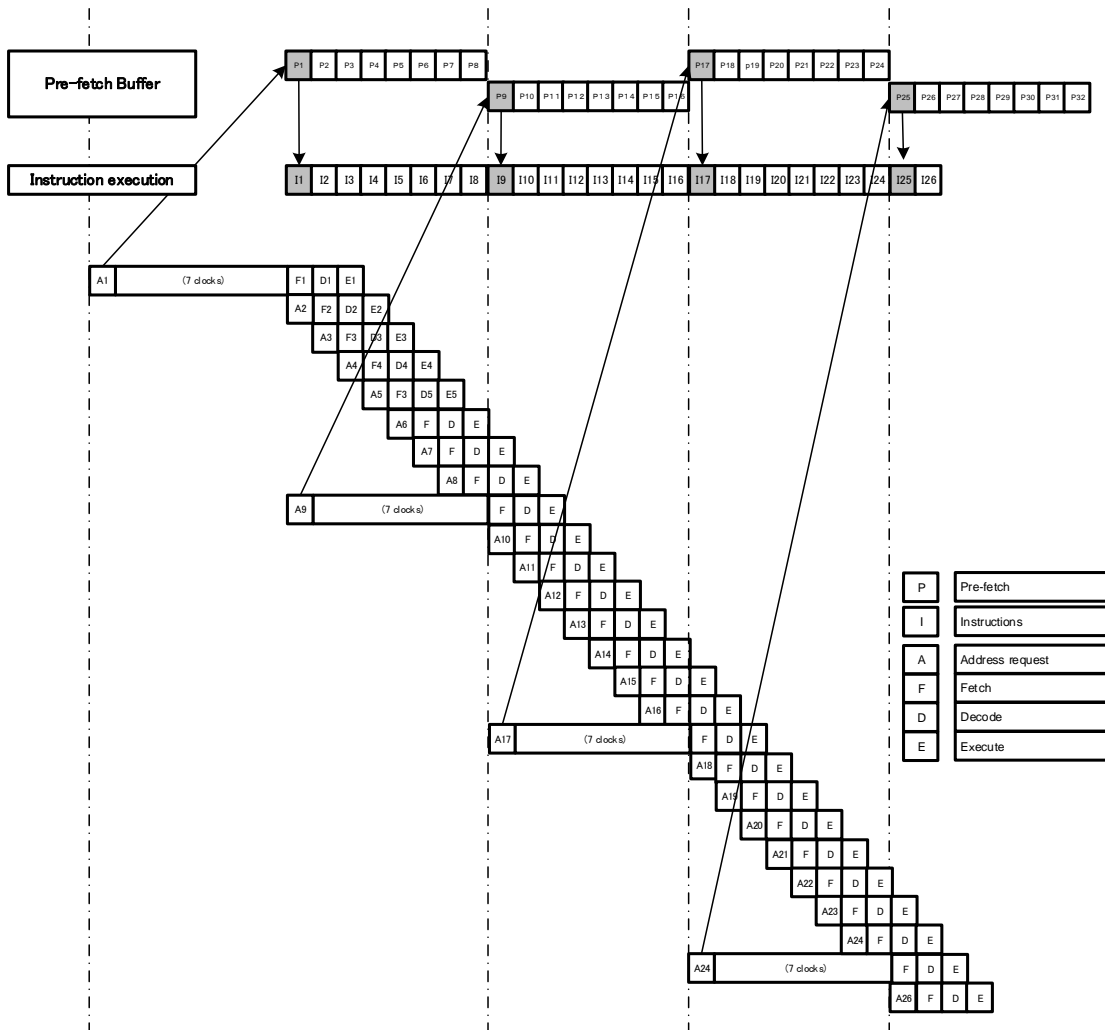 P1 P2 P3 P4 P5 P6 P7 P8 P17 P18 p19 P20 P21 P22 P23 P24
Pre-fetch Buffer
P9 P10 P11 P12 P13 P14 P15 P16 P25 P26 P27 P28 P29 P30 P31 P32
Instruction execution I1 I2 I3 I4 I5 I6 I7 I8 I9 I10 I11 I12 I13 I14 I15 I16 I17 I18 I19 I20 I21 I22 I23 I24 I25 I26
A1 (7 clocks) F1 D1 E1
A2 F2 D2 E2
A3 F3 D3 E3
A4 F4 D4 E4
A5 F3 D5 E5
A6 F D E
A7 F D E
A8 F D E
A9 (7 clocks) F D E
A10 F D E
A11 F D E
A12 F D E
A13 F D E
A14 F D E
A15 F D E
A16 F D E
A17 (7 clocks) F D E
A18 F D E
A19 F D E
A20 F D E
A21 F D E
A22 F D E
A23 F D E
A24 F D E
A24 (7 clocks) F D E
A26 F D E
P Pre-fetch
I Instructions
A Address request
F Fetch
D Decode
E Execute